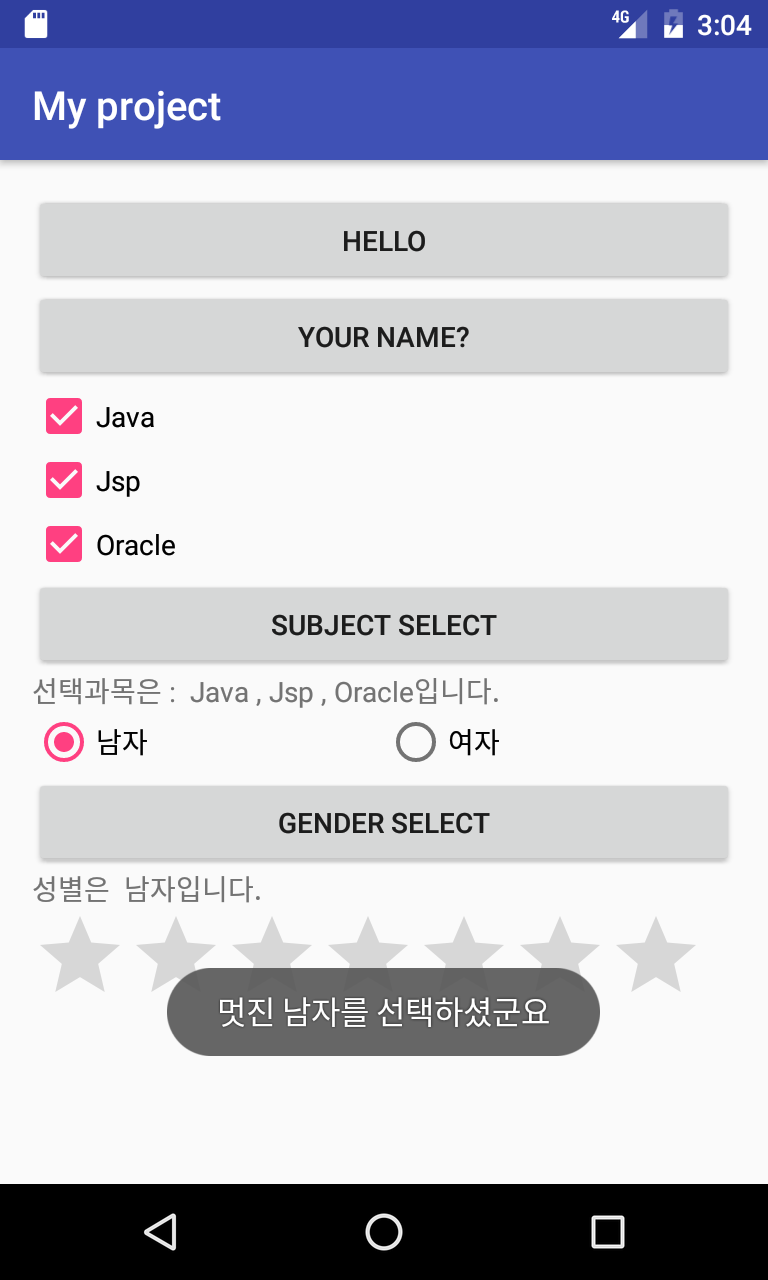 4G 3:04
My project
HELLO
YOUR NAME?
Java
Jsp
Oracle
SUBJECT SELECT
선택과목은 :  Java , Jsp , Oracle입니다.
남자 여자
GENDER SELECT
성별은  남자입니다.
멋진 남자를 선택하셨군요